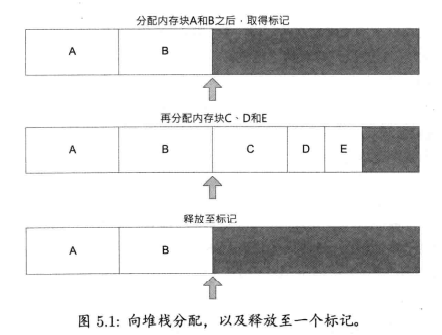 分配内存块A和B之后，取得标记
A B
再分配内存块C、D和E
A B C D E
释放至标记
A B
图 5.1: 向堆栈分配，以及释放至一个标记。